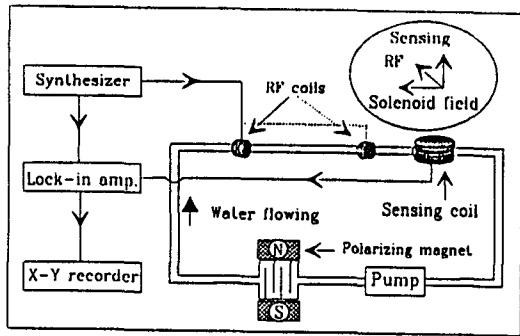 Sensing
RF
Solenoid field
Synthesizer
RF coils
Lock-in amp.
Water flowing
Sensing coil
N
Polarizing magnet
X-Y recorder
Pump
S